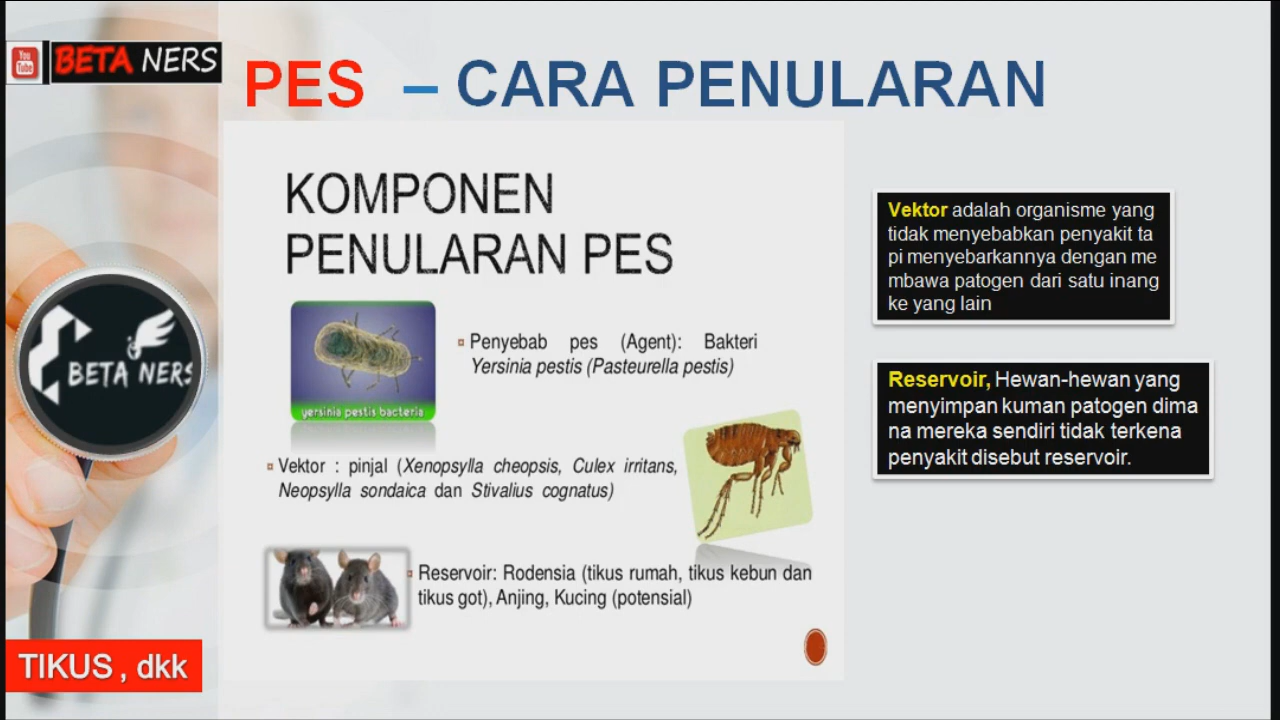 You
Tube
BETA NERS
PES – CARA PENULARAN
KOMPONEN
PENULARAN PES
yersinia pestis bacteria
▫ Penyebab pes (Agent): Bakteri
Yersinia pestis (Pasteurella pestis)
▫ Vektor : pinjal (Xenopsylla cheopsis, Culex irritans,
Neopsylla sondaica dan Stivalius cognatus)
▫ Reservoir: Rodensia (tikus rumah, tikus kebun dan
tikus got), Anjing, Kucing (potensial)
Vektor adalah organisme yang
tidak menyebabkan penyakit ta
pi menyebarkannya dengan me
mbawa patogen dari satu inang
ke yang lain
Reservoir, Hewan-hewan yang
menyimpan kuman patogen dima
na mereka sendiri tidak terkena
penyakit disebut reservoir.
BETA NERS
TIKUS , dkk